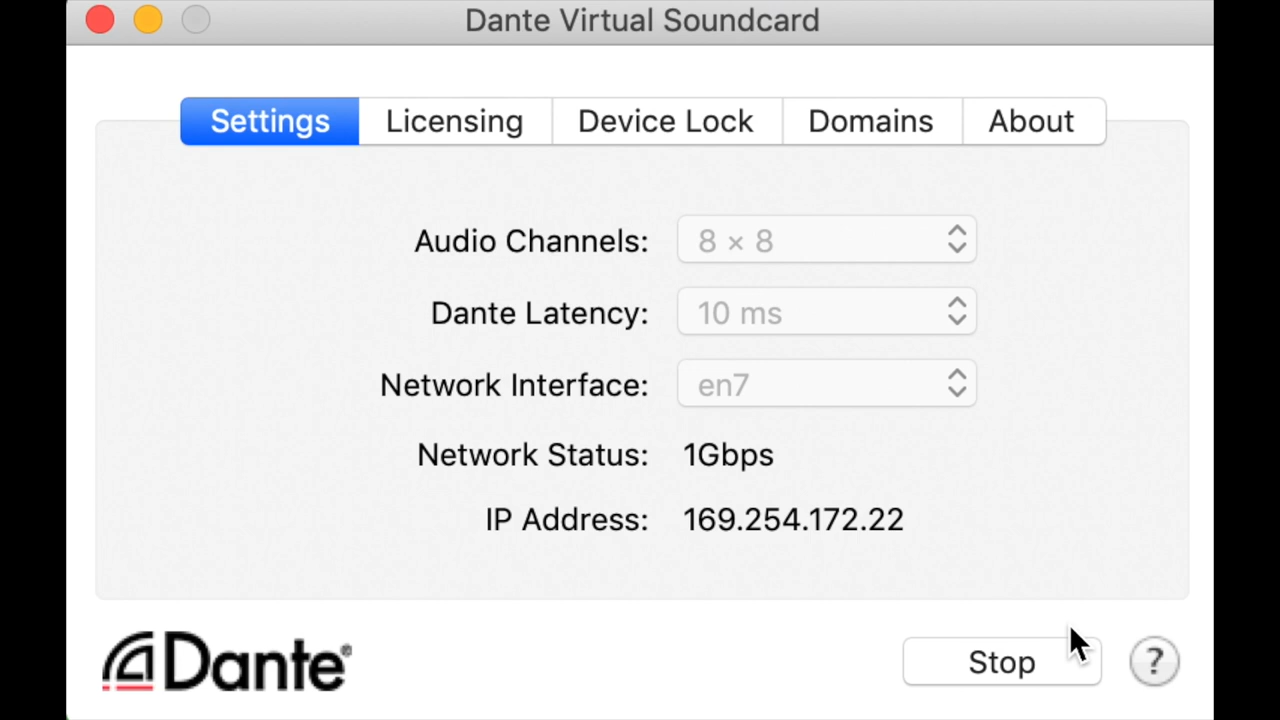 Dante Virtual Soundcard
Settings Licensing Device Lock Domains About
Audio Channels: 8 × 8
Dante Latency: 10 ms
Network Interface: en7
Network Status: 1Gbps
IP Address: 169.254.172.22
Dante® Stop ?